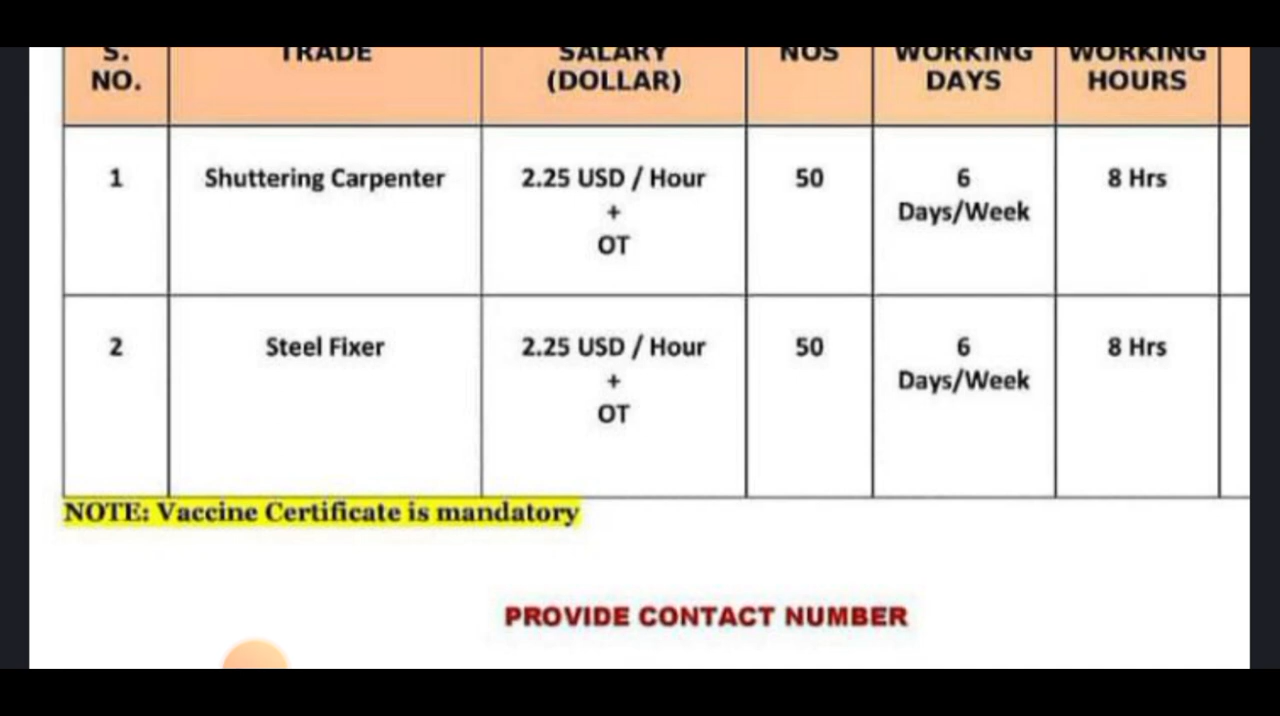 S. TRADE SALARY NOS WORKING WORKING
NO. (DOLLAR) DAYS HOURS
1 Shuttering Carpenter 2.25 USD / Hour 50 6 8 Hrs
+ Days/Week
OT
2 Steel Fixer 2.25 USD / Hour 50 6 8 Hrs
+ Days/Week
OT
NOTE: Vaccine Certificate is mandatory
PROVIDE CONTACT NUMBER